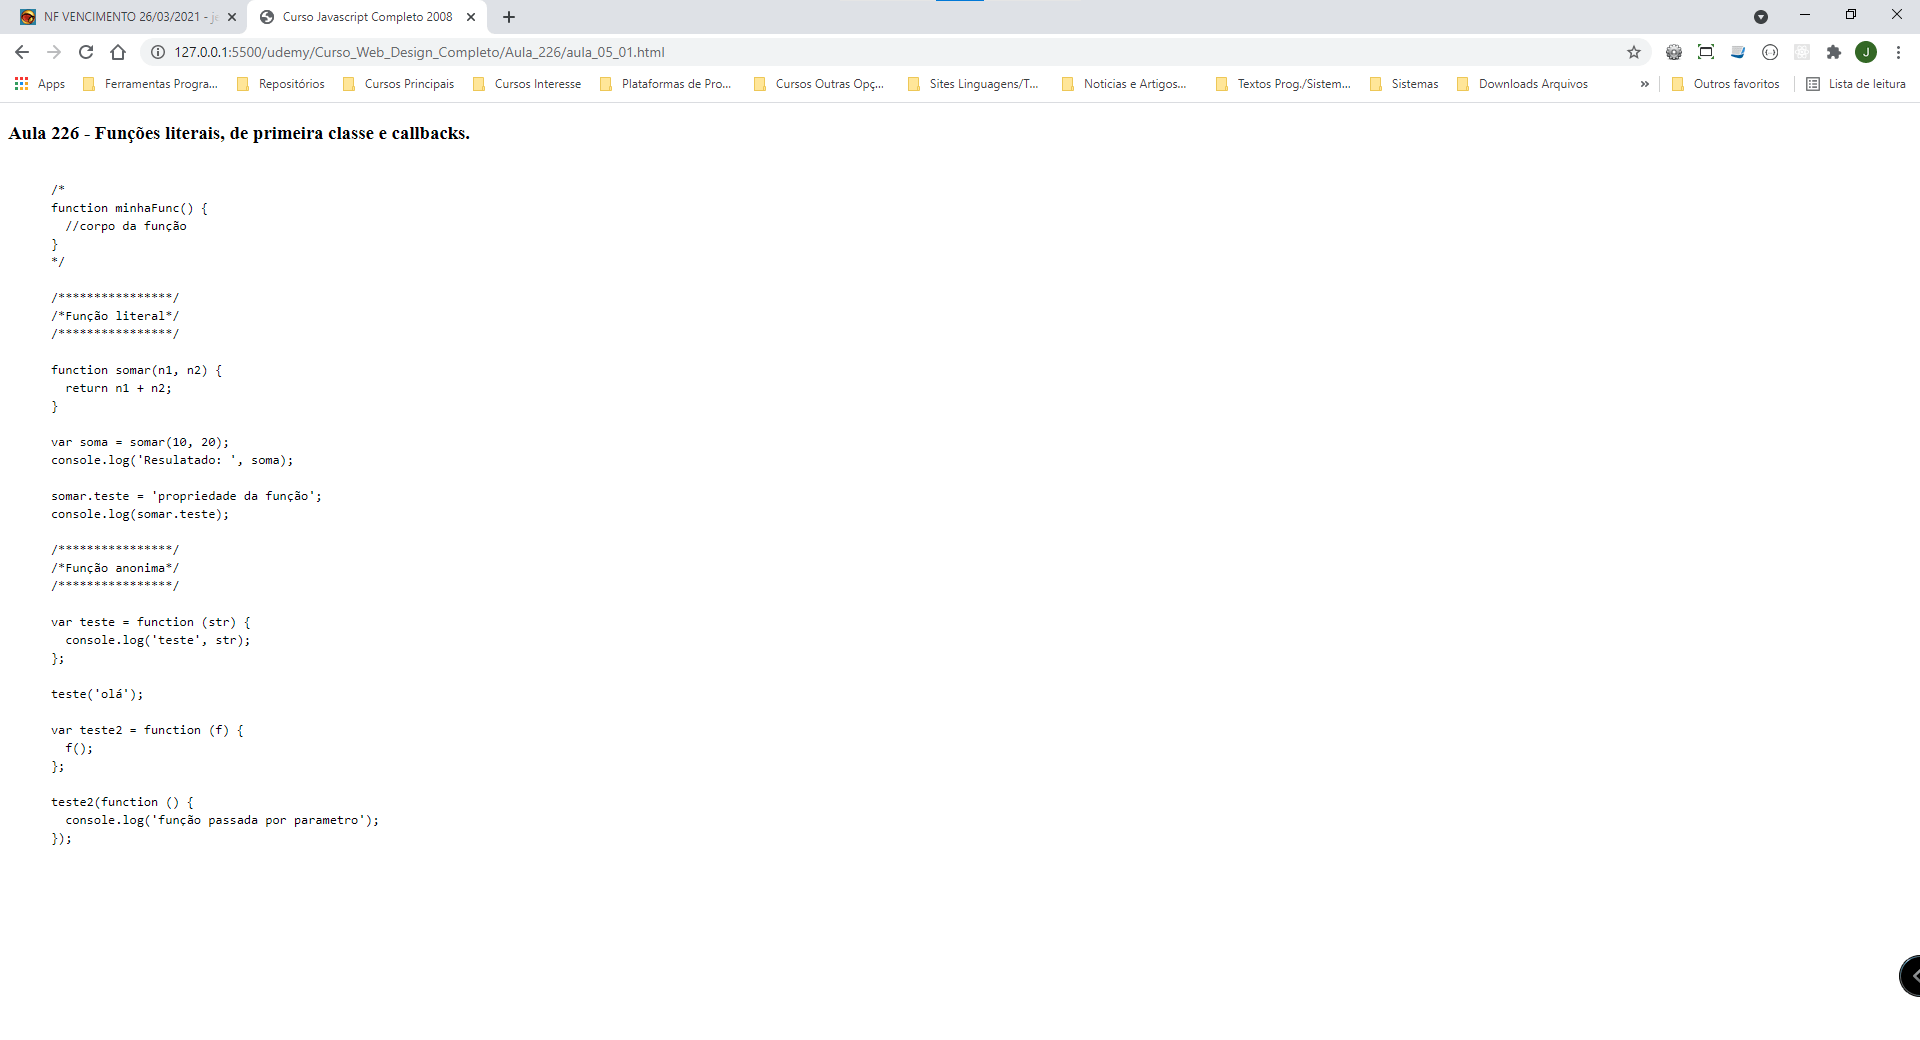 NF VENCIMENTO 26/03/2021 - je
Curso Javascript Completo 2008
127.0.0.1:5500/udemy/Curso_Web_Design_Completo/Aula_226/aula_05_01.html
J
Apps
Ferramentas Progra...
Repositórios
Cursos Principais
Cursos Interesse
Plataformas de Pro...
Cursos Outras Opç...
Sites Linguagens/T...
Noticias e Artigos...
Textos Prog./Sistem...
Sistemas
Downloads Arquivos
»
Outros favoritos
Lista de leitura
Aula 226 - Funções literais, de primeira classe e callbacks.
/*
function minhaFunc() {
//corpo da função
}
*/
/****************/
/*Função literal*/
/****************/
function somar(n1, n2) {
return n1 + n2;
}
var soma = somar(10, 20);
console.log('Resulatado: ', soma);
somar.teste = 'propriedade da função';
console.log(somar.teste);
/****************/
/*Função anonima*/
/****************/
var teste = function (str) {
console.log('teste', str);
};
teste('olá');
var teste2 = function (f) {
f();
};
teste2(function () {
console.log('função passada por parametro');
});